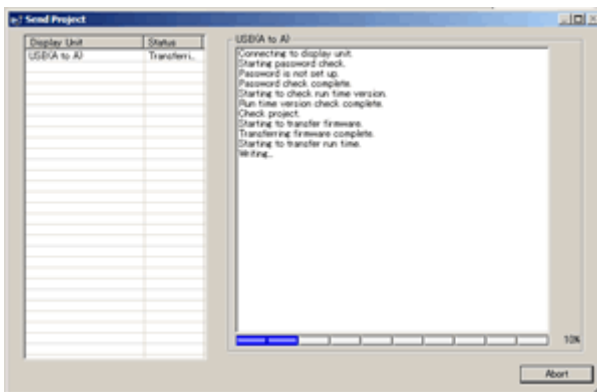 Send Project
Display Unit Status
USB(A to A) Transferri...
USB(A to A)
Connecting to display unit.
Starting password check.
Password is not set up.
Password check complete.
Starting to check run time version.
Run time version check complete.
Check project.
Starting to transfer firmware.
Transferring firmware complete.
Starting to transfer run time.
Writing...
10%
Abort